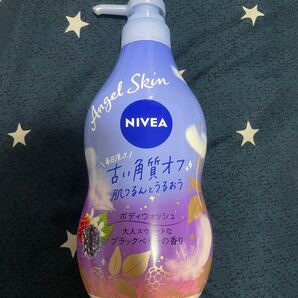 Angel Skin
NIVEA
毎日洗って
古い角質オフ
肌つるんとうるおう
ボディウォッシュ
大人スウィートな
ブラックベリーの香り